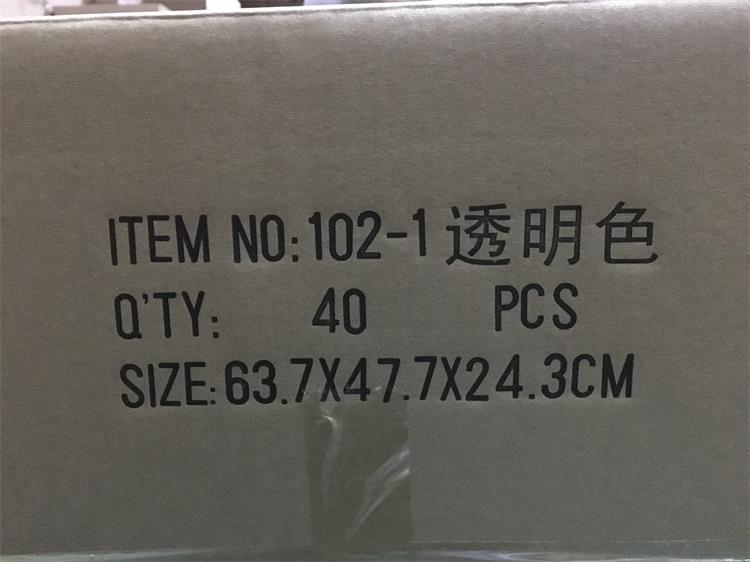 ITEM NO:102-1透明色
Q'TY: 40 PCS
SIZE:63.7X47.7X24.3CM